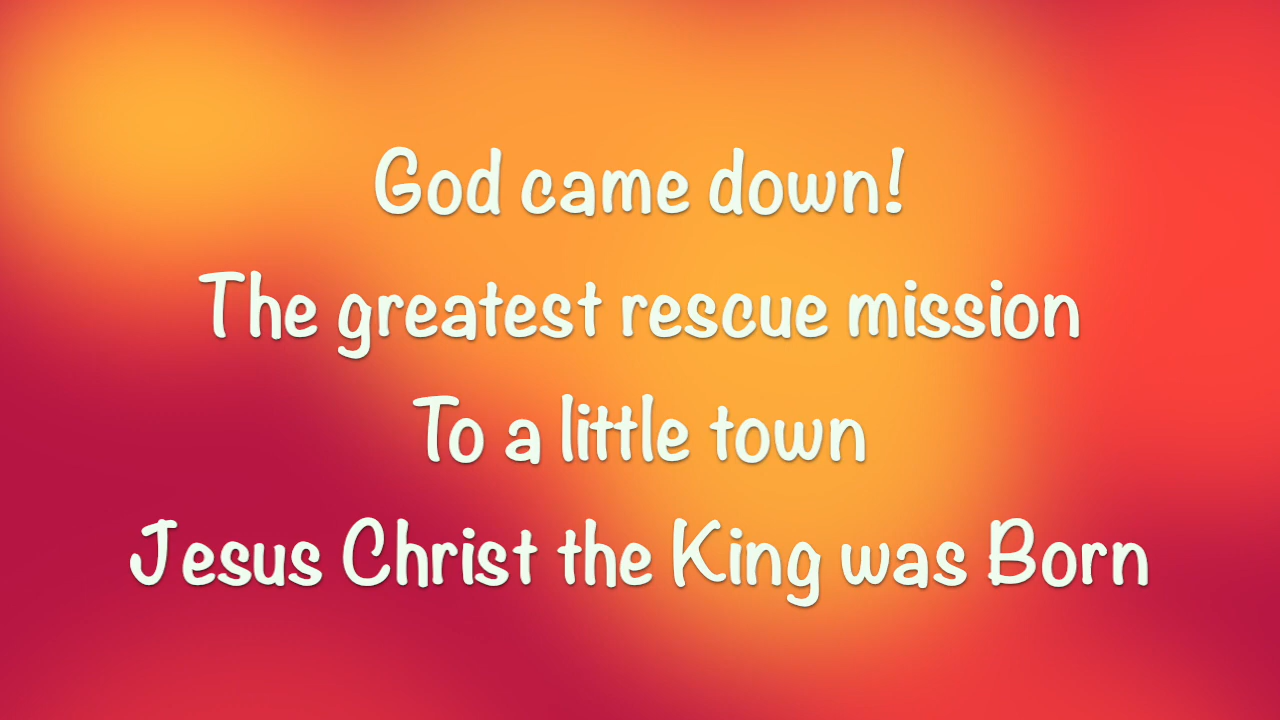 God came down!
The greatest rescue mission
To a little town
Jesus Christ the King was Born